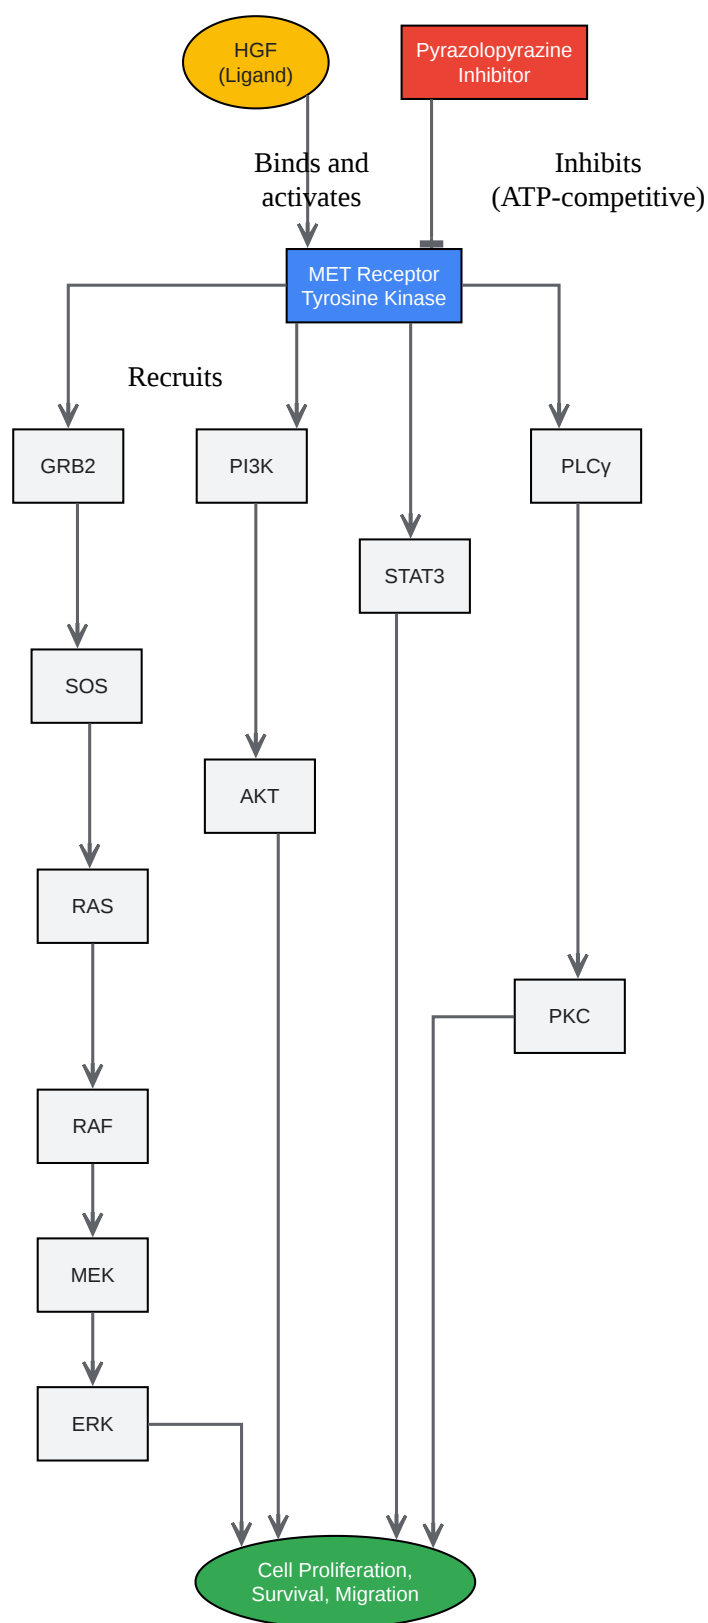 HGF
(Ligand)
Pyrazolopyrazine
Inhibitor
Binds and
activates
Inhibits
(ATP-competitive)
MET Receptor
Tyrosine Kinase
Recruits
GRB2
PI3K
PLCγ
STAT3
SOS
AKT
RAS
PKC
RAF
MEK
ERK
Cell Proliferation,
Survival, Migration